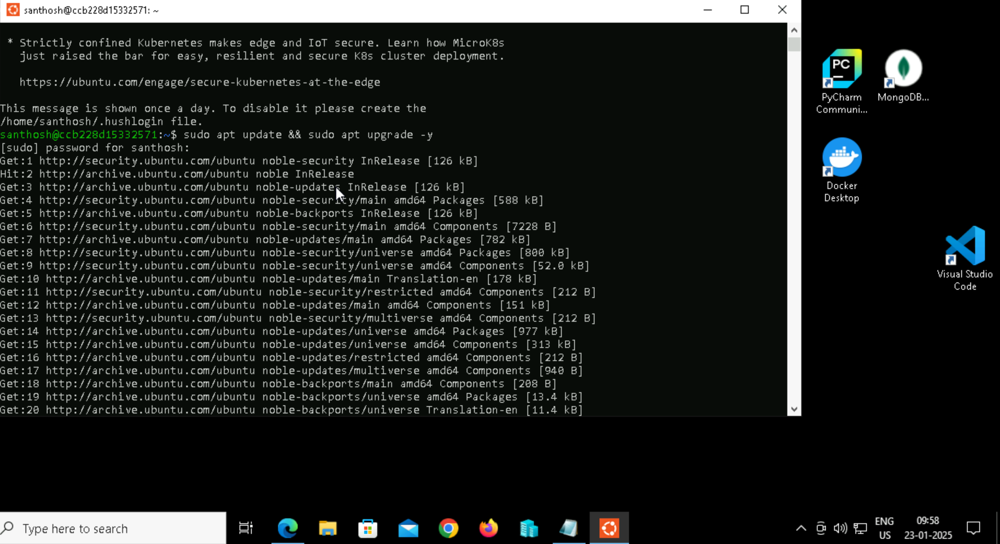 santhosh@ccb228d15332571: ~
* Strictly confined Kubernetes makes edge and IoT secure. Learn how MicroK8s
just raised the bar for easy, resilient and secure K8s cluster deployment.
https://ubuntu.com/engage/secure-kubernetes-at-the-edge
This message is shown once a day. To disable it please create the
/home/santhosh/.hushlogin file.
santhosh@ccb228d15332571:~$ sudo apt update && sudo apt upgrade -y
[sudo] password for santhosh:
Get:1 http://security.ubuntu.com/ubuntu noble-security InRelease [126 kB]
Hit:2 http://archive.ubuntu.com/ubuntu noble InRelease
Get:3 http://archive.ubuntu.com/ubuntu noble-updates InRelease [126 kB]
Get:4 http://security.ubuntu.com/ubuntu noble-security/main amd64 Packages [588 kB]
Get:5 http://archive.ubuntu.com/ubuntu noble-backports InRelease [126 kB]
Get:6 http://security.ubuntu.com/ubuntu noble-security/main amd64 Components [7228 B]
Get:7 http://archive.ubuntu.com/ubuntu noble-updates/main amd64 Packages [782 kB]
Get:8 http://security.ubuntu.com/ubuntu noble-security/universe amd64 Packages [800 kB]
Get:9 http://security.ubuntu.com/ubuntu noble-security/universe amd64 Components [52.0 kB]
Get:10 http://archive.ubuntu.com/ubuntu noble-updates/main Translation-en [178 kB]
Get:11 http://security.ubuntu.com/ubuntu noble-security/restricted amd64 Components [212 B]
Get:12 http://archive.ubuntu.com/ubuntu noble-updates/main amd64 Components [151 kB]
Get:13 http://security.ubuntu.com/ubuntu noble-security/multiverse amd64 Components [212 B]
Get:14 http://archive.ubuntu.com/ubuntu noble-updates/universe amd64 Packages [977 kB]
Get:15 http://archive.ubuntu.com/ubuntu noble-updates/universe amd64 Components [313 kB]
Get:16 http://archive.ubuntu.com/ubuntu noble-updates/restricted amd64 Components [212 B]
Get:17 http://archive.ubuntu.com/ubuntu noble-updates/multiverse amd64 Components [940 B]
Get:18 http://archive.ubuntu.com/ubuntu noble-backports/main amd64 Components [208 B]
Get:19 http://archive.ubuntu.com/ubuntu noble-backports/universe amd64 Packages [13.4 kB]
Get:20 http://archive.ubuntu.com/ubuntu noble-backports/universe Translation-en [11.4 kB]
PC
PyCharm
Communi...
MongoDB...
Docker
Desktop
Visual Studio
Code
Type here to search
ENG
US
09:58
23-01-2025